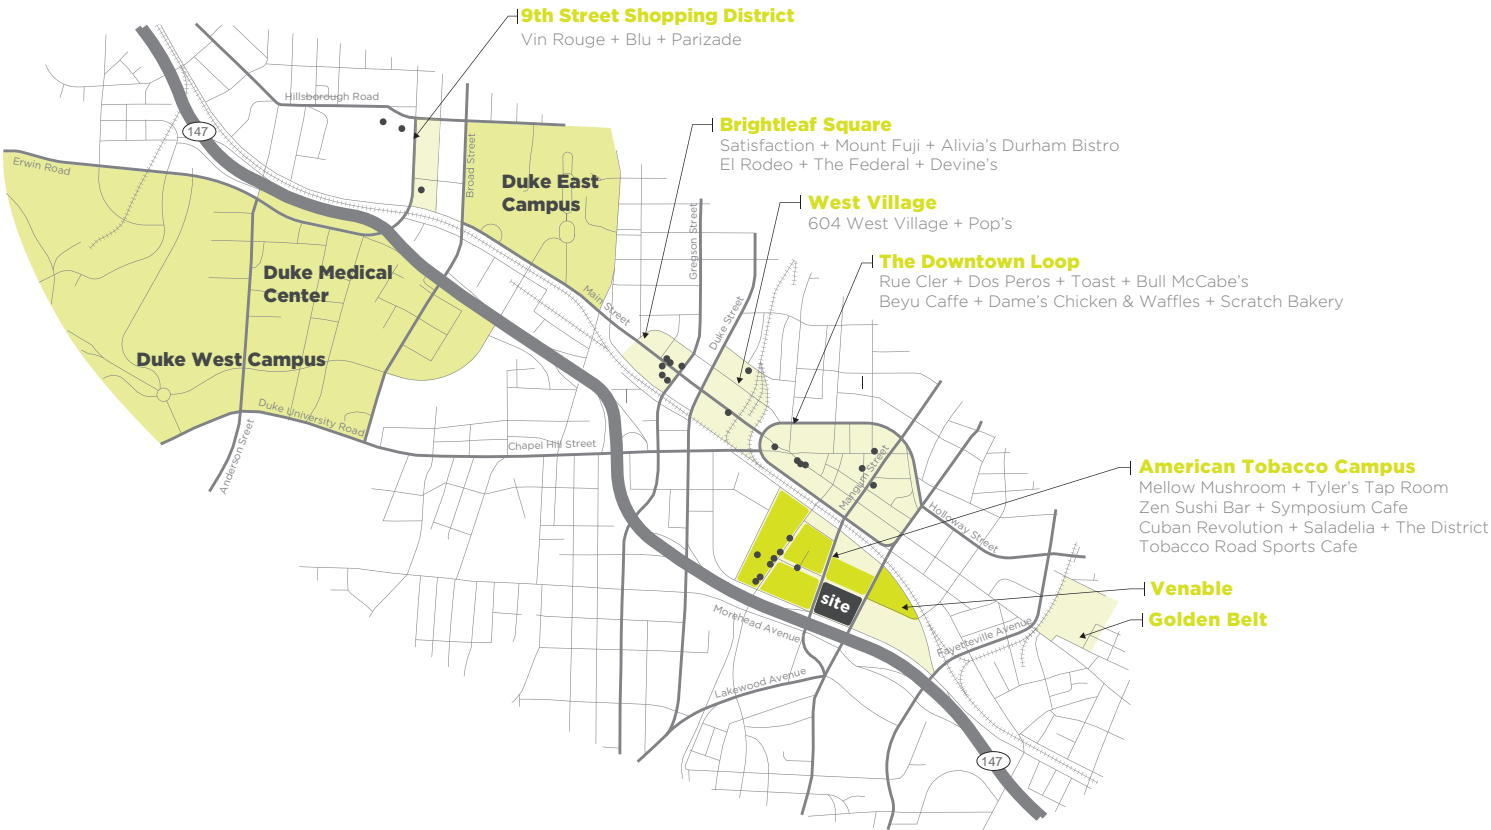 9th Street Shopping District
Vin Rouge + Blu + Parizade
Hillsborough Road
147
Brightleaf Square
Satisfaction + Mount Fuji + Alivia's Durham Bistro
El Rodeo + The Federal + Devine's
Erwin Road
Broad Street
Duke East
Campus
West Village
604 West Village + Pop's
Gregson Street
The Downtown Loop
Rue Cler + Dos Peros + Toast + Bull McCabe's
Beyu Caffe + Dame's Chicken & Waffles + Scratch Bakery
Duke Medical
Center
Main Street
Duke Street
Duke West Campus
Duke University Road
Anderson Sreet
Chapel Hill Street
Mangum Street
American Tobacco Campus
Mellow Mushroom + Tyler's Tap Room
Zen Sushi Bar + Symposium Cafe
Cuban Revolution + Saladelia + The District
Tobacco Road Sports Cafe
Holloway Street
Venable
site
Golden Belt
Morehead Avenue
Fayetteville Avenue
Lakewood Avenue
147